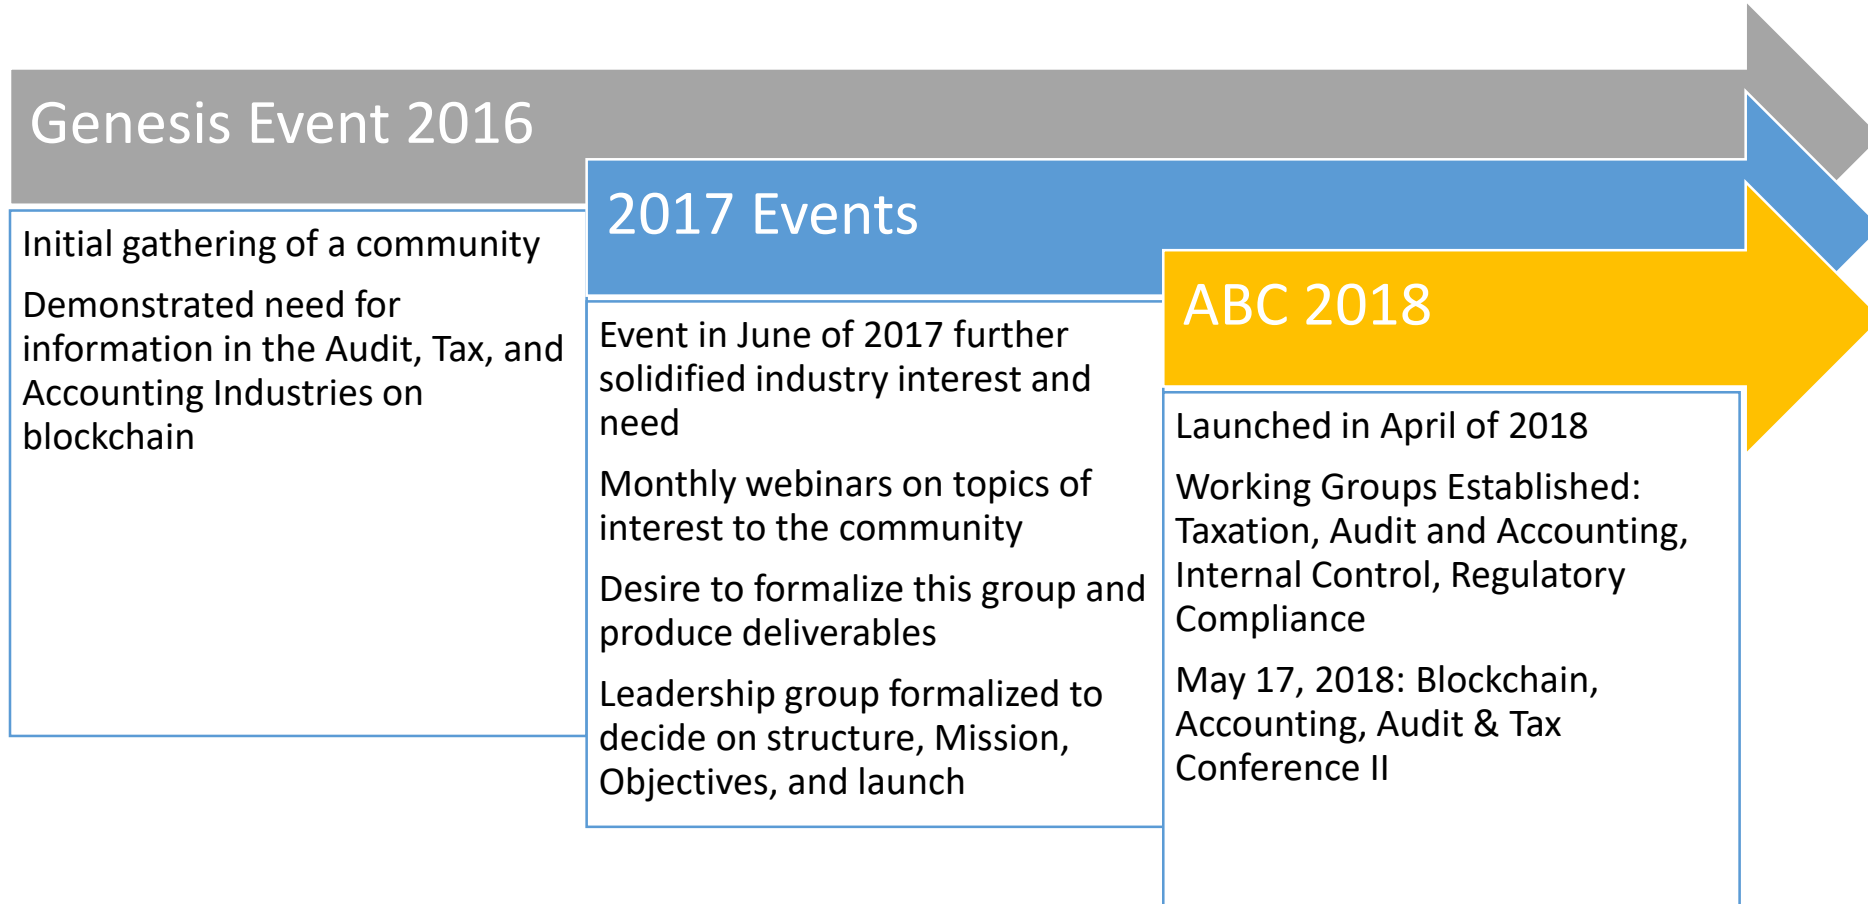 Genesis Event 2016
Initial gathering of a community
Demonstrated need for
information in the Audit, Tax, and
Accounting Industries on
blockchain
2017 Events
Event in June of 2017 further
solidified industry interest and
need
Monthly webinars on topics of
interest to the community
Desire to formalize this group and
produce deliverables
Leadership group formalized to
decide on structure, Mission,
Objectives, and launch
ABC 2018
Launched in April of 2018
Working Groups Established:
Taxation, Audit and Accounting,
Internal Control, Regulatory
Compliance
May 17, 2018: Blockchain,
Accounting, Audit & Tax
Conference II